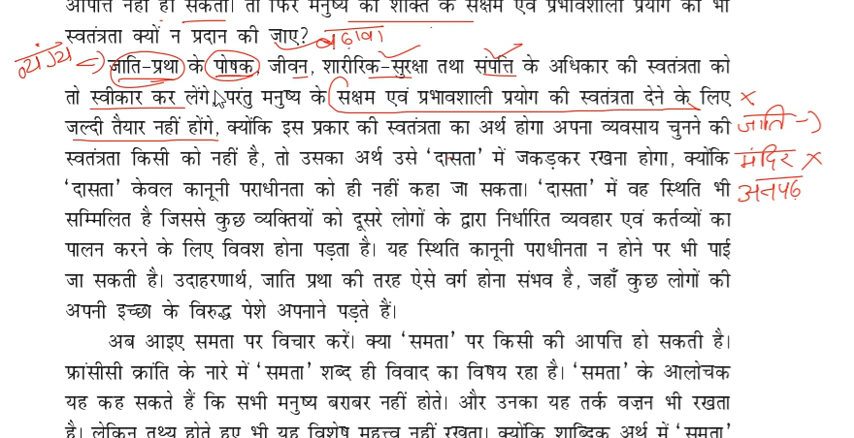 आपत्ति नहीं हो सकती। तो फिर मनुष्य की शक्ति के सक्षम एवं प्रभावशाली प्रयोग की भी
स्वतंत्रता क्यों न प्रदान की जाए? बढ़ावा
व्यंग्य => जाति-प्रथा के पोषक, जीवन, शारीरिक-सुरक्षा तथा संपत्ति के अधिकार की स्वतंत्रता को
तो स्वीकार कर लेंगे, परंतु मनुष्य के सक्षम एवं प्रभावशाली प्रयोग की स्वतंत्रता देने के लिए ×
जल्दी तैयार नहीं होंगे, क्योंकि इस प्रकार की स्वतंत्रता का अर्थ होगा अपना व्यवसाय चुनने की जाति
स्वतंत्रता किसी को नहीं है, तो उसका अर्थ उसे ‘दासता’ में जकड़कर रखना होगा, क्योंकि मंदिर ×
‘दासता’ केवल कानूनी पराधीनता को ही नहीं कहा जा सकता। ‘दासता’ में वह स्थिति भी अनपढ़
सम्मिलित है जिससे कुछ व्यक्तियों को दूसरे लोगों के द्वारा निर्धारित व्यवहार एवं कर्तव्यों का
पालन करने के लिए विवश होना पड़ता है। यह स्थिति कानूनी पराधीनता न होने पर भी पाई
जा सकती है। उदाहरणार्थ, जाति प्रथा की तरह ऐसे वर्ग होना संभव है, जहाँ कुछ लोगों की
अपनी इच्छा के विरुद्ध पेशे अपनाने पड़ते हैं।
अब आइए समता पर विचार करें। क्या ‘समता’ पर किसी की आपत्ति हो सकती है।
फ्रांसीसी क्रांति के नारे में ‘समता’ शब्द ही विवाद का विषय रहा है। ‘समता’ के आलोचक
यह कह सकते हैं कि सभी मनुष्य बराबर नहीं होते। और उनका यह तर्क वज़न भी रखता
है। लेकिन तथ्य होते हुए भी यह विशेष महत्त्व नहीं रखता। क्योंकि शाब्दिक अर्थ में ‘समता’